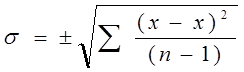 σ = ±√∑ (x − x)² / (n − 1)